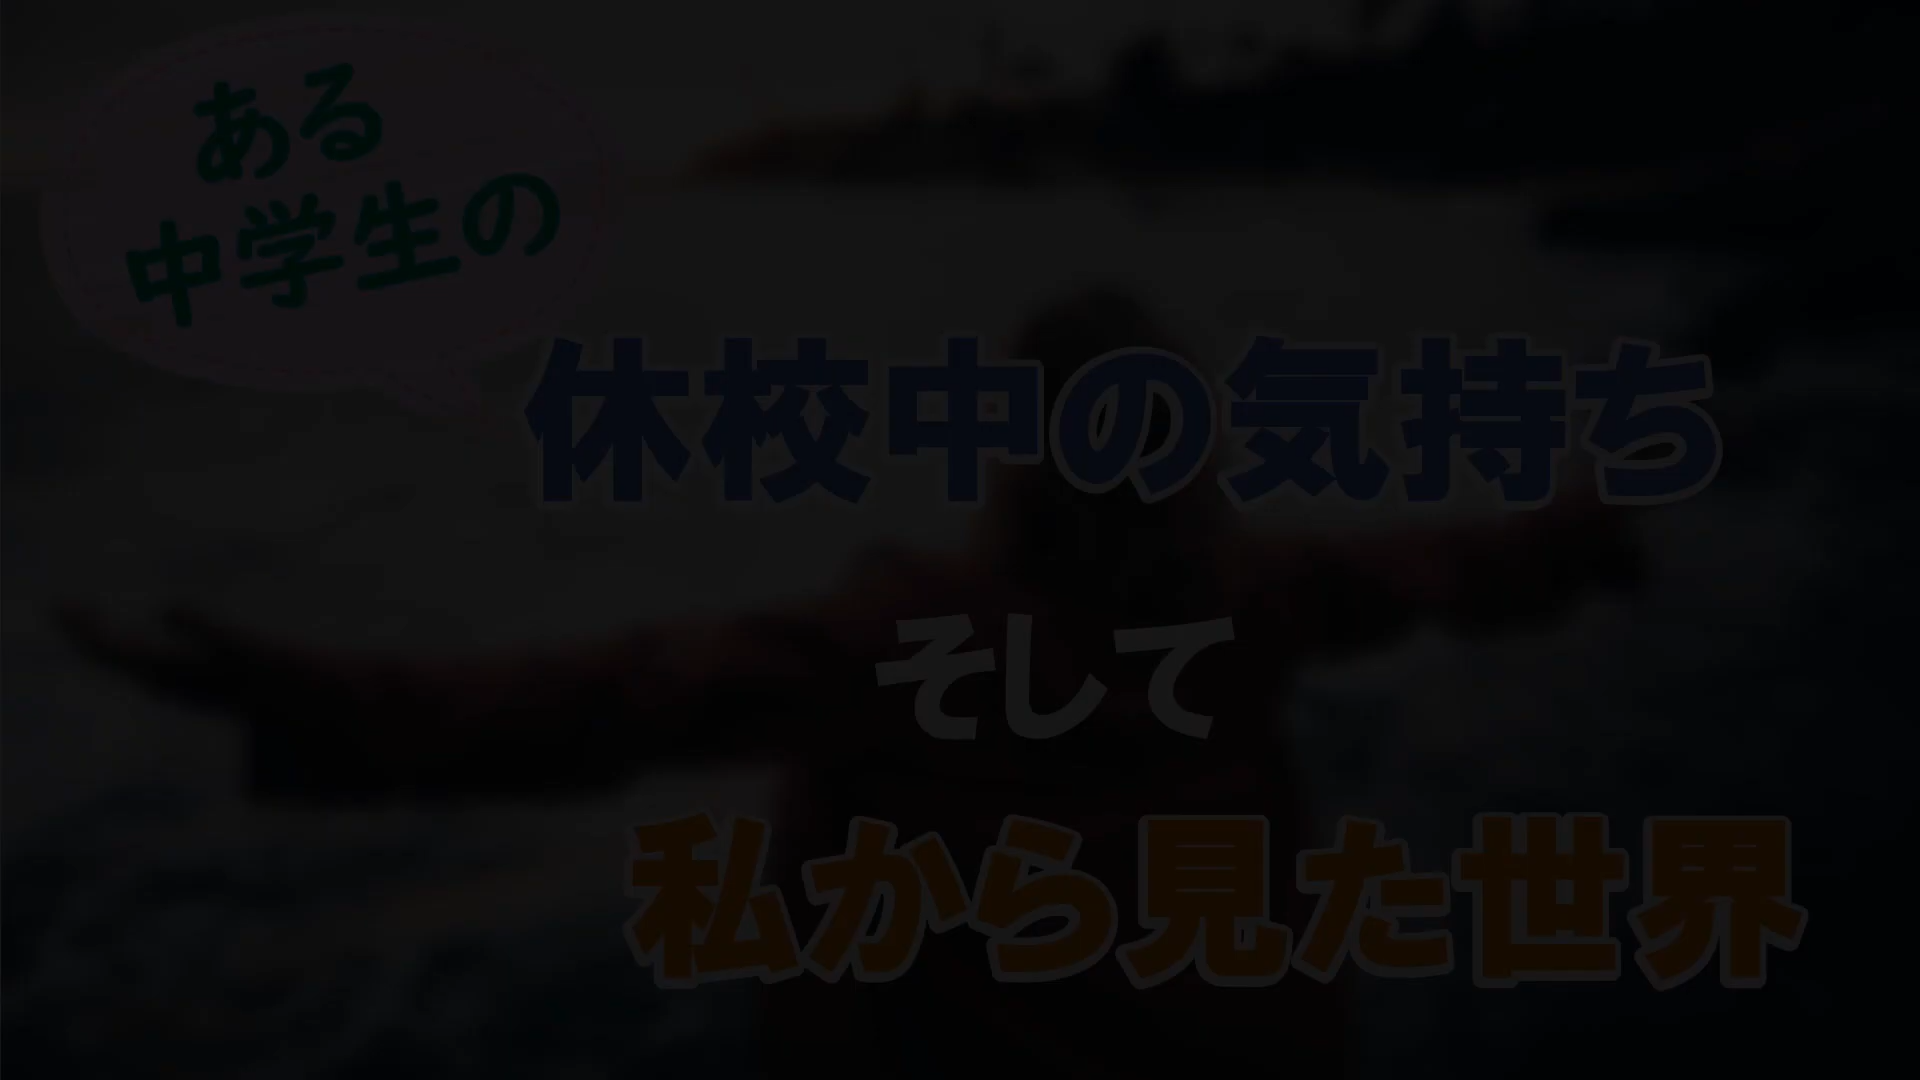 ある
中学生の
休校中の気持ち
そして
私から見た世界